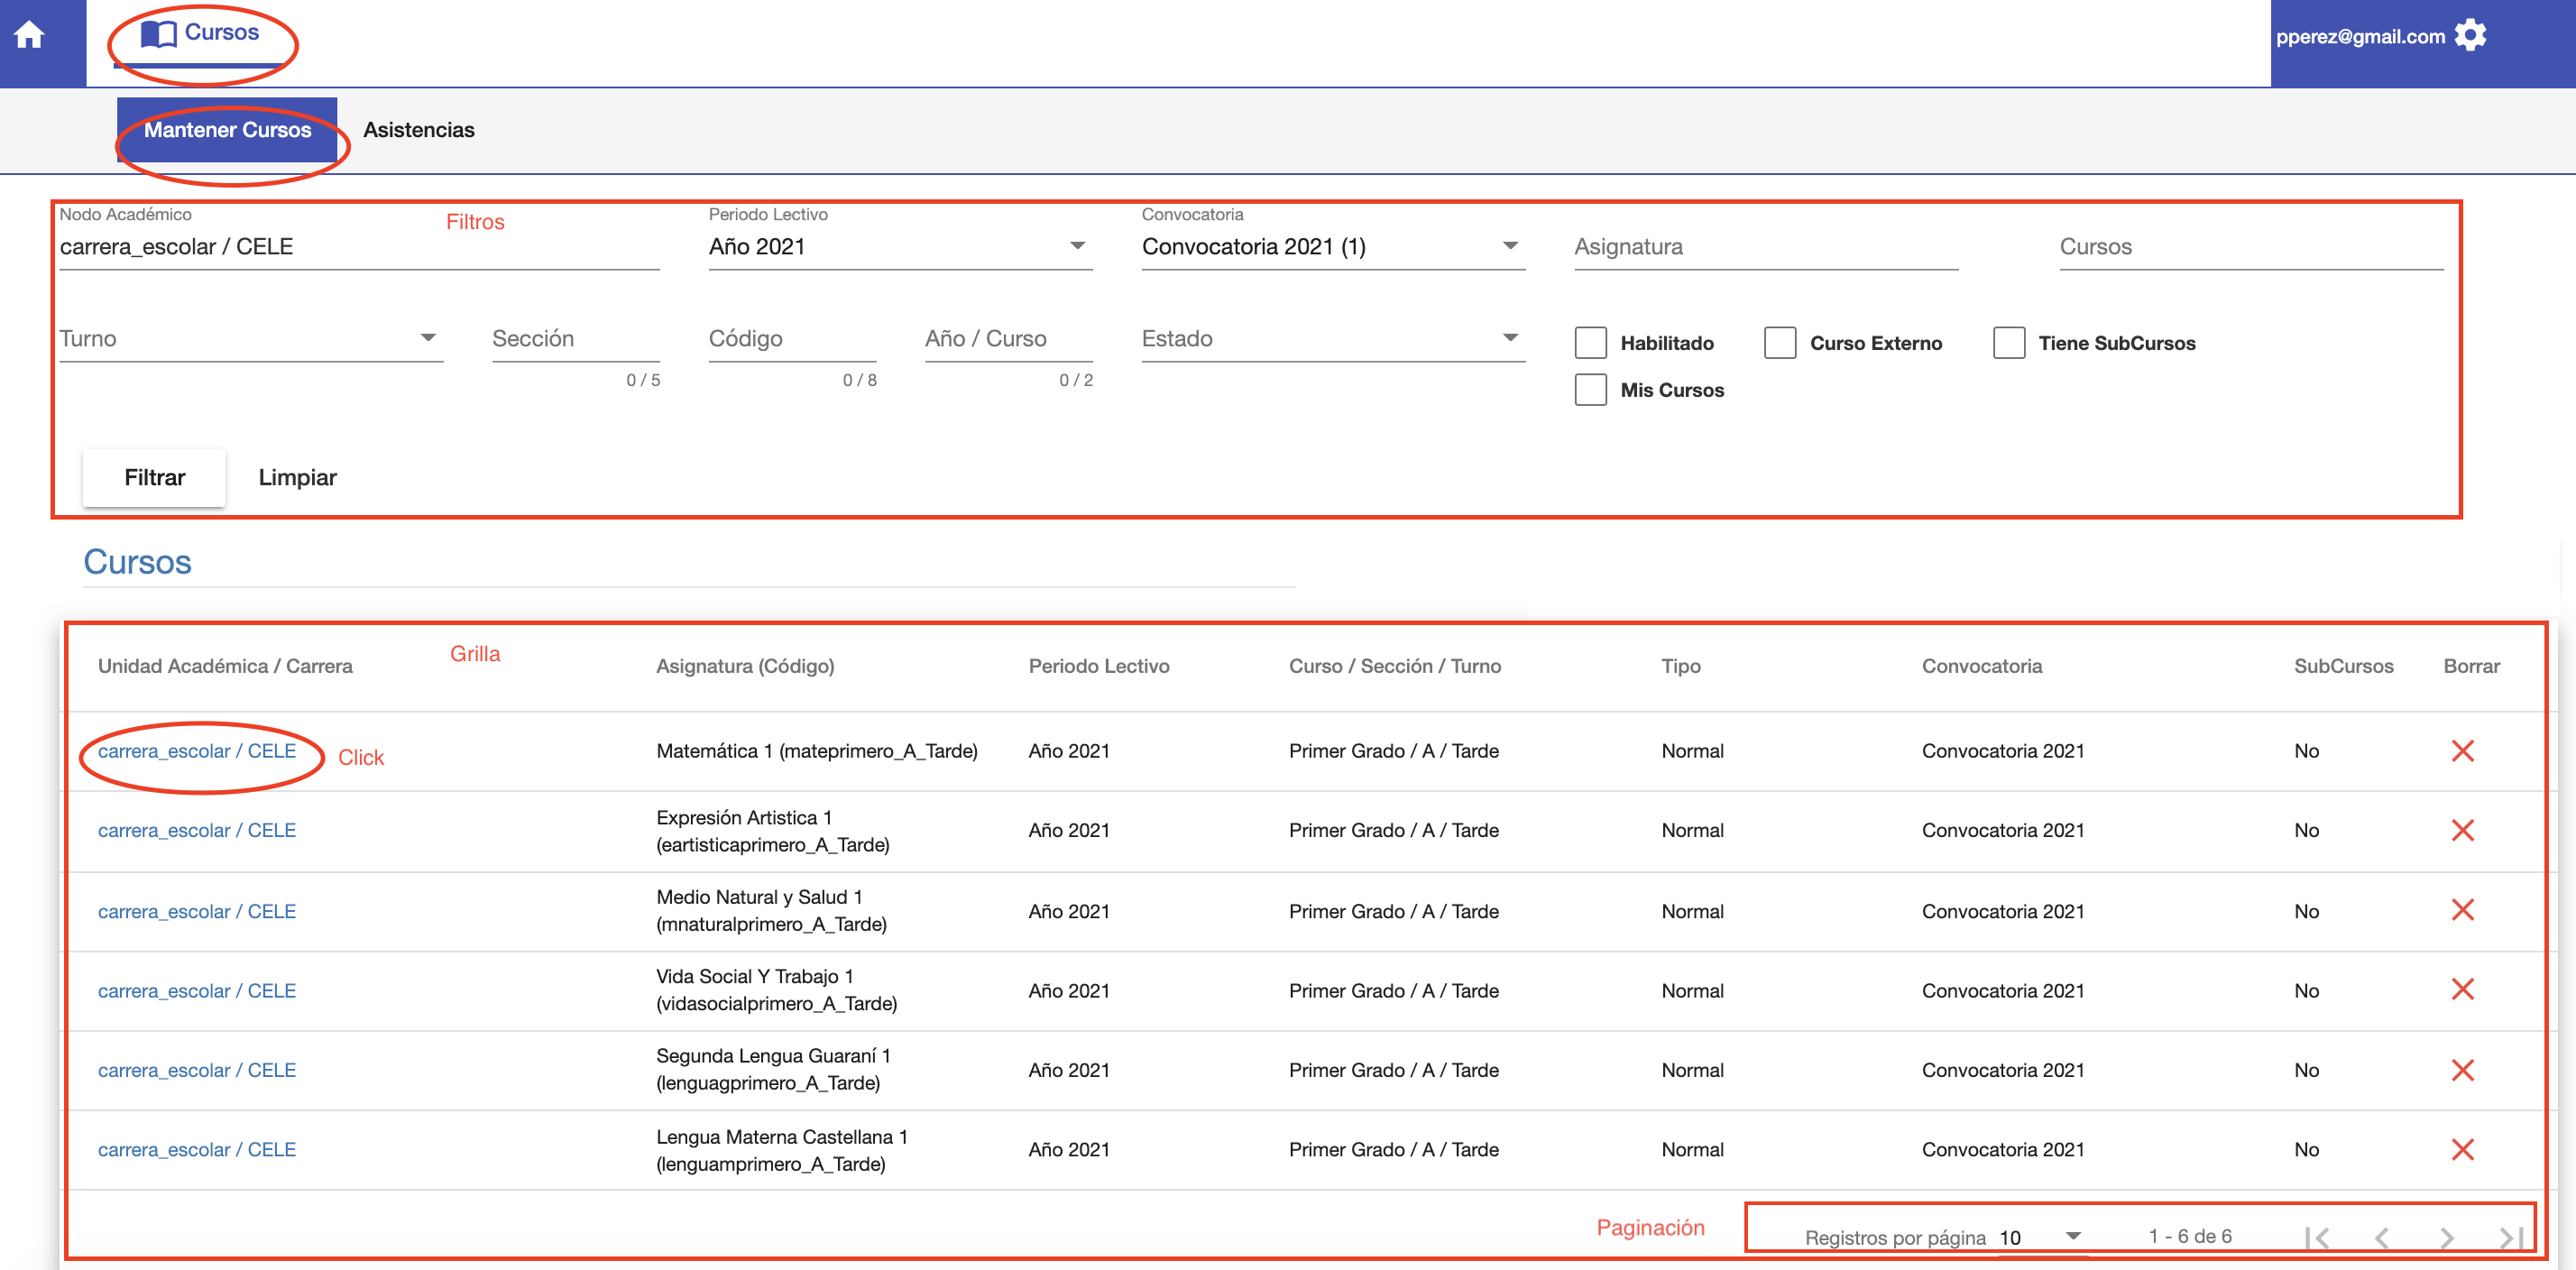 Cursos
pperez@gmail.com
Mantener Cursos
Asistencias
Nodo Académico
Filtros
Periodo Lectivo
Convocatoria
carrera_escolar / CELE
Año 2021
Convocatoria 2021 (1)
Asignatura
Cursos
Turno
Sección
Código
Año / Curso
Estado
Habilitado
Curso Externo
Tiene SubCursos
0 / 5
0 / 8
0 / 2
Mis Cursos
Filtrar
Limpiar
Cursos
Grilla
Unidad Académica / Carrera
Asignatura (Código)
Periodo Lectivo
Curso / Sección / Turno
Tipo
Convocatoria
SubCursos
Borrar
carrera_escolar / CELE
Click
Matemática 1 (mateprimero_A_Tarde)
Año 2021
Primer Grado / A / Tarde
Normal
Convocatoria 2021
No
carrera_escolar / CELE
Expresión Artistica 1
(eartisticaprimero_A_Tarde)
Año 2021
Primer Grado / A / Tarde
Normal
Convocatoria 2021
No
carrera_escolar / CELE
Medio Natural y Salud 1
(mnaturalprimero_A_Tarde)
Año 2021
Primer Grado / A / Tarde
Normal
Convocatoria 2021
No
carrera_escolar / CELE
Vida Social Y Trabajo 1
(vidasocialprimero_A_Tarde)
Año 2021
Primer Grado / A / Tarde
Normal
Convocatoria 2021
No
carrera_escolar / CELE
Segunda Lengua Guaraní 1
(lenguagprimero_A_Tarde)
Año 2021
Primer Grado / A / Tarde
Normal
Convocatoria 2021
No
carrera_escolar / CELE
Lengua Materna Castellana 1
(lenguamprimero_A_Tarde)
Año 2021
Primer Grado / A / Tarde
Normal
Convocatoria 2021
No
Paginación
Registros por página 10
1 - 6 de 6